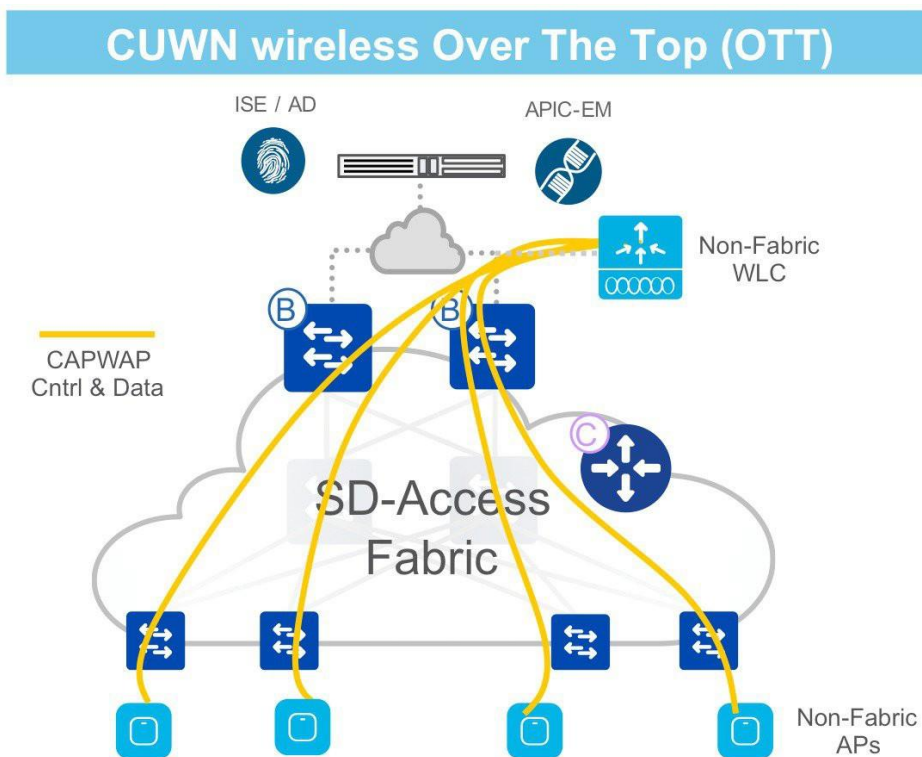 CUWN wireless Over The Top (OTT)
ISE / AD
APIC-EM
Non-Fabric
WLC
B
B
CAPWAP
Cntrl & Data
C
SD-Access
Fabric
Non-Fabric
APs